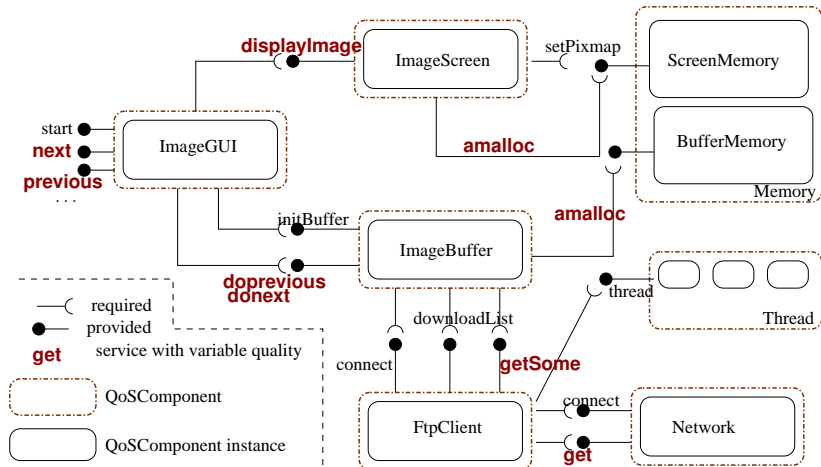 displayImage
ImageScreen
setPixmap
ScreenMemory
start
next
previous
. . .
ImageGUI
amalloc
BufferMemory
Memory
amalloc
initBuffer
ImageBuffer
doprevious
donext
thread
Thread
required
provided
get
service with variable quality
downloadList
connect
getSome
QoSComponent
QoSComponent instance
FtpClient
connect
get
Network